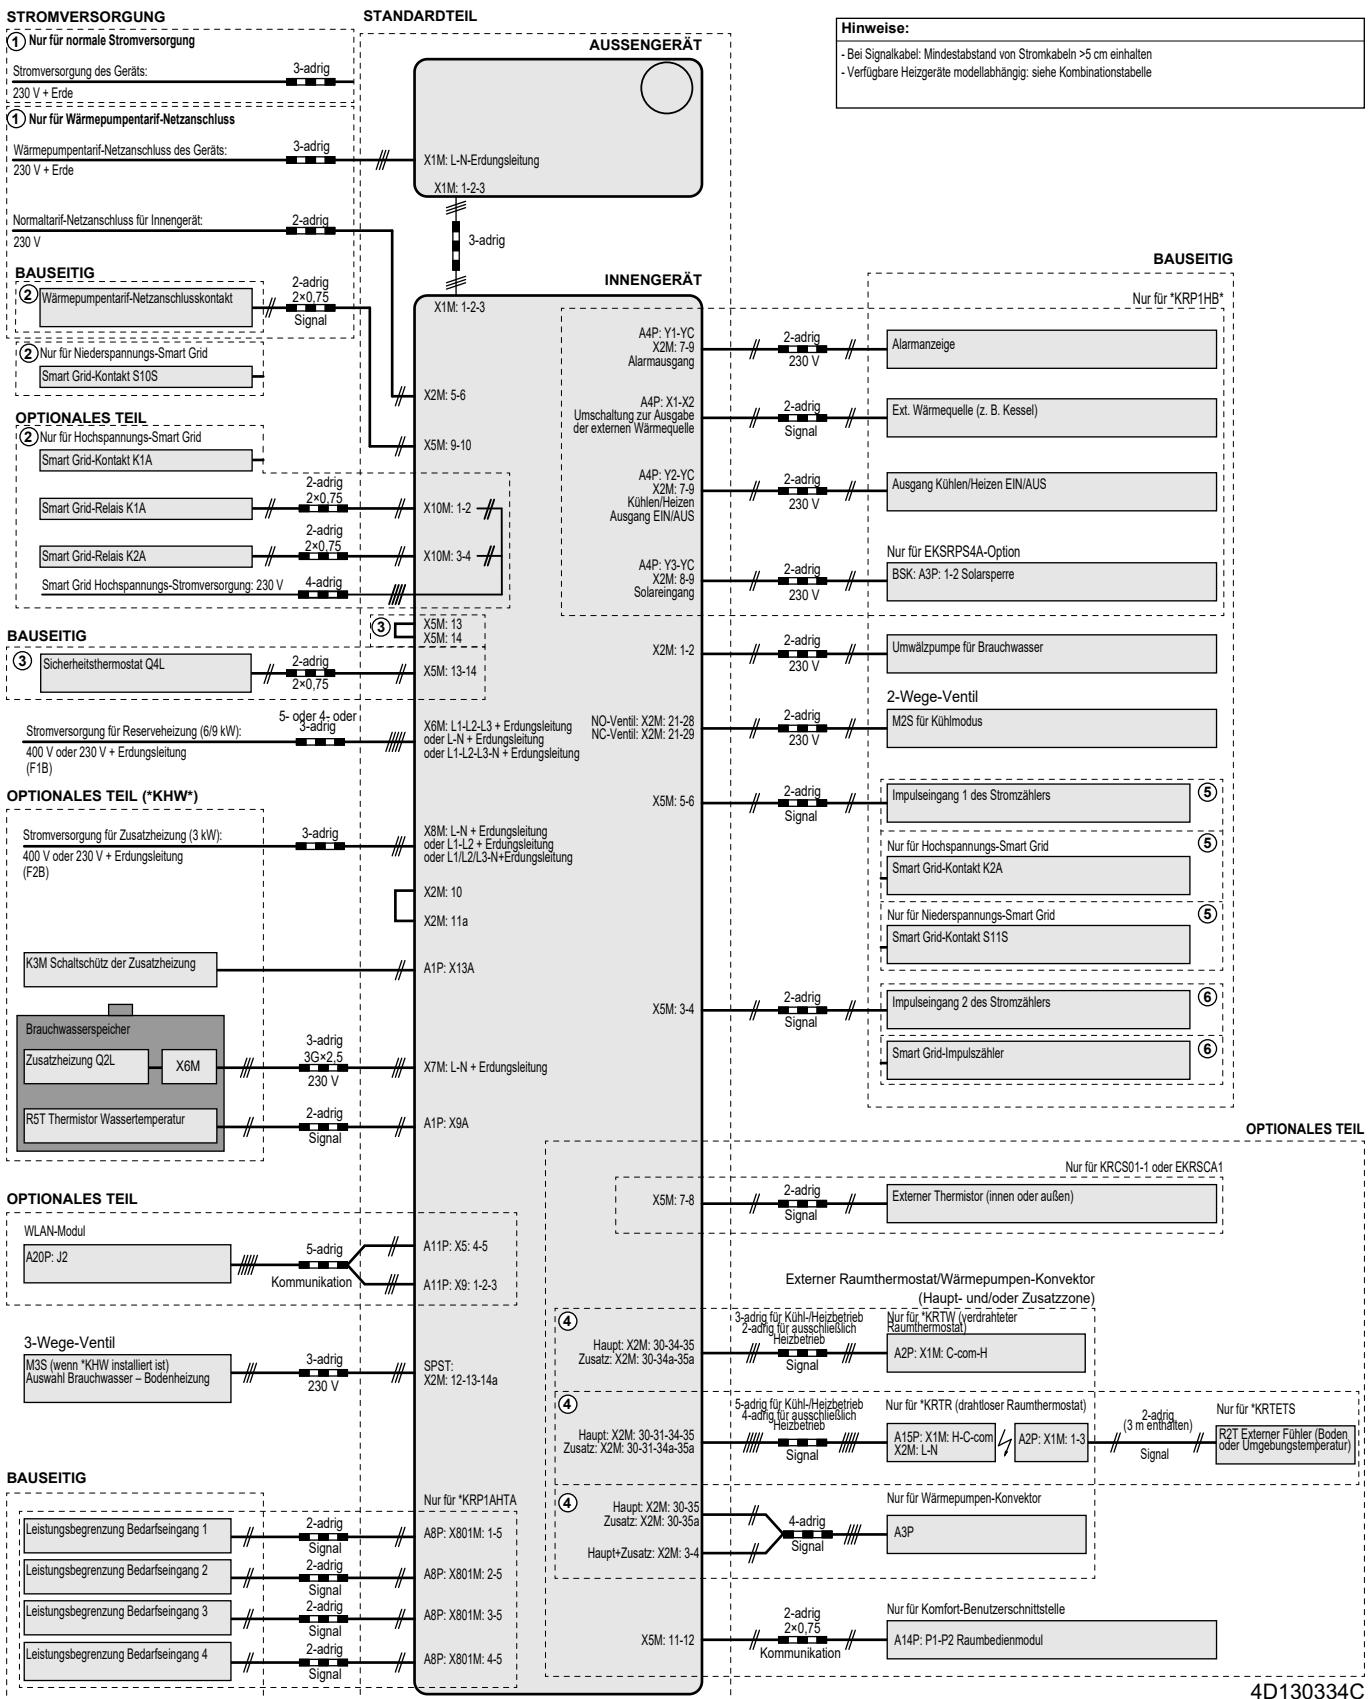 STROMVERSORGUNG
① Nur für normale Stromversorgung
Stromversorgung des Geräts:
3-adrig
230 V + Erde
① Nur für Wärmepumpentarif-Netzanschluss
Wärmepumpentarif-Netzanschluss des Geräts:
3-adrig
230 V + Erde
Normaltarif-Netzanschluss für Innengerät:
2-adrig
230 V
BAUSEITIG
② Wärmepumpentarif-Netzanschlusskontakt
2-adrig
2×0,75
Signal
② Nur für Niederspannungs-Smart Grid
Smart Grid-Kontakt S10S
OPTIONALES TEIL
② Nur für Hochspannungs-Smart Grid
Smart Grid-Kontakt K1A
Smart Grid-Relais K1A
2-adrig
2×0,75
Smart Grid-Relais K2A
2-adrig
2×0,75
Smart Grid Hochspannungs-Stromversorgung: 230 V
4-adrig
BAUSEITIG
③ Sicherheitsthermostat Q4L
2-adrig
2×0,75
Stromversorgung für Reserveheizung (6/9 kW):
5- oder 4- oder
3-adrig
400 V oder 230 V + Erdungsleitung
(F1B)
OPTIONALES TEIL (*KHW*)
Stromversorgung für Zusatzheizung (3 kW):
3-adrig
400 V oder 230 V + Erdungsleitung
(F2B)
K3M Schaltschütz der Zusatzheizung
Brauchwasserspeicher
Zusatzheizung Q2L
X6M
3-adrig
3G×2,5
230 V
R5T Thermistor Wassertemperatur
2-adrig
Signal
OPTIONALES TEIL
WLAN-Modul
A20P: J2
5-adrig
Kommunikation
3-Wege-Ventil
M3S (wenn *KHW installiert ist)
Auswahl Brauchwasser – Bodenheizung
3-adrig
230 V
BAUSEITIG
Leistungsbegrenzung Bedarfseingang 1
2-adrig
Signal
Leistungsbegrenzung Bedarfseingang 2
2-adrig
Signal
Leistungsbegrenzung Bedarfseingang 3
2-adrig
Signal
Leistungsbegrenzung Bedarfseingang 4
2-adrig
Signal
STANDARDTEIL
AUSSENGERÄT
X1M: L-N-Erdungsleitung
X1M: 1-2-3
3-adrig
INNENGERÄT
X1M: 1-2-3
X2M: 5-6
X5M: 9-10
X10M: 1-2
X10M: 3-4
③ X5M: 13
X5M: 14
X5M: 13-14
X6M: L1-L2-L3 + Erdungsleitung
oder L-N + Erdungsleitung
oder L1-L2-L3-N + Erdungsleitung
X8M: L-N + Erdungsleitung
oder L1-L2 + Erdungsleitung
oder L1/L2/L3-N+Erdungsleitung
X2M: 10
X2M: 11a
A1P: X13A
X7M: L-N + Erdungsleitung
A1P: X9A
A11P: X5: 4-5
A11P: X9: 1-2-3
SPST:
X2M: 12-13-14a
Nur für *KRP1AHTA
A8P: X801M: 1-5
A8P: X801M: 2-5
A8P: X801M: 3-5
A8P: X801M: 4-5
Hinweise:
- Bei Signalkabel: Mindestabstand von Stromkabeln >5 cm einhalten
- Verfügbare Heizgeräte modellabhängig: siehe Kombinationstabelle
BAUSEITIG
Nur für *KRP1HB*
A4P: Y1-YC
X2M: 7-9
Alarmausgang
2-adrig
230 V
Alarmanzeige
A4P: X1-X2
Umschaltung zur Ausgabe
der externen Wärmequelle
2-adrig
Signal
Ext. Wärmequelle (z. B. Kessel)
A4P: Y2-YC
X2M: 7-9
Kühlen/Heizen
Ausgang EIN/AUS
2-adrig
230 V
Ausgang Kühlen/Heizen EIN/AUS
Nur für EKSRPS4A-Option
A4P: Y3-YC
X2M: 8-9
Solareingang
2-adrig
230 V
BSK: A3P: 1-2 Solarsperre
X2M: 1-2
2-adrig
230 V
Umwälzpumpe für Brauchwasser
2-Wege-Ventil
NO-Ventil: X2M: 21-28
NC-Ventil: X2M: 21-29
2-adrig
230 V
M2S für Kühlmodus
X5M: 5-6
2-adrig
Signal
Impulseingang 1 des Stromzählers ⑤
Nur für Hochspannungs-Smart Grid ⑤
Smart Grid-Kontakt K2A
Nur für Niederspannungs-Smart Grid ⑤
Smart Grid-Kontakt S11S
X5M: 3-4
2-adrig
Signal
Impulseingang 2 des Stromzählers ⑥
Smart Grid-Impulszähler ⑥
OPTIONALES TEIL
Nur für KRCS01-1 oder EKRSCA1
X5M: 7-8
2-adrig
Signal
Externer Thermistor (innen oder außen)
Externer Raumthermostat/Wärmepumpen-Konvektor
(Haupt- und/oder Zusatzzone)
④
Haupt: X2M: 30-34-35
Zusatz: X2M: 30-34a-35a
3-adrig für Kühl-/Heizbetrieb
2-adrig für ausschließlich
Heizbetrieb
Signal
Nur für *KRTW (verdrahteter
Raumthermostat)
A2P: X1M: C-com-H
④
Haupt: X2M: 30-31-34-35
Zusatz: X2M: 30-31-34a-35a
5-adrig für Kühl-/Heizbetrieb
4-adrig für ausschließlich
Heizbetrieb
Signal
Nur für *KRTR (drahtloser Raumthermostat)
A15P: X1M: H-C-com
X2M: L-N
A2P: X1M: 1-3
2-adrig
(3 m enthalten)
Signal
Nur für *KRTETS
R2T Externer Fühler (Boden
oder Umgebungstemperatur)
④
Haupt: X2M: 30-35
Zusatz: X2M: 30-35a
Haupt+Zusatz: X2M: 3-4
4-adrig
Signal
Nur für Wärmepumpen-Konvektor
A3P
X5M: 11-12
2-adrig
2×0,75
Kommunikation
Nur für Komfort-Benutzerschnittstelle
A14P: P1-P2 Raumbedienmodul
4D130334C